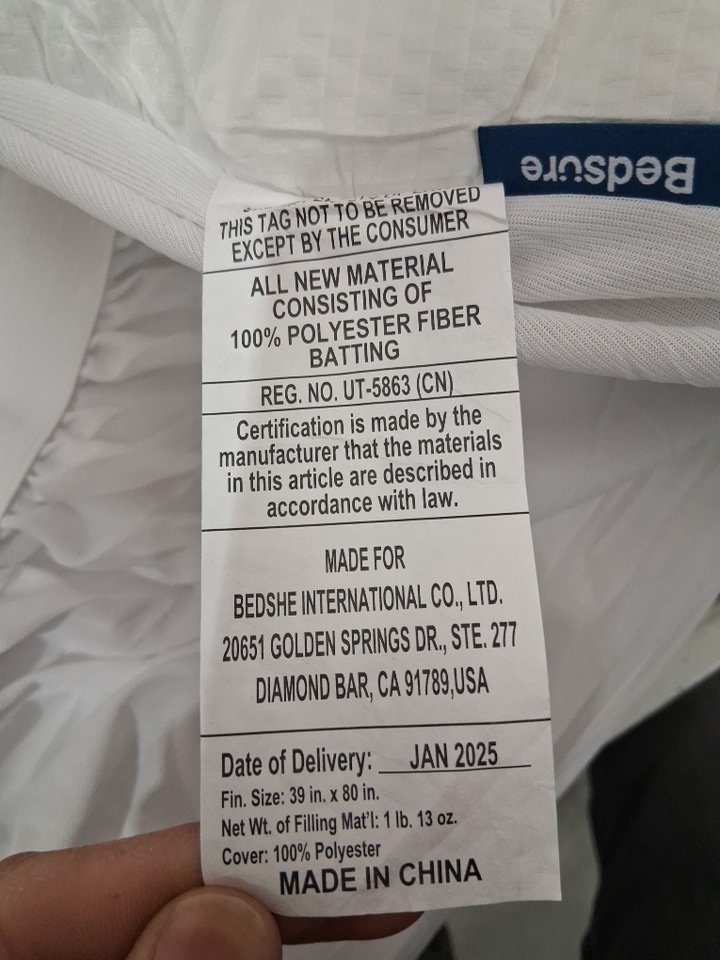 Bedsure
THIS TAG NOT TO BE REMOVED
EXCEPT BY THE CONSUMER
ALL NEW MATERIAL
CONSISTING OF
100% POLYESTER FIBER
BATTING
REG. NO. UT-5863 (CN)
Certification is made by the
manufacturer that the materials
in this article are described in
accordance with law.
MADE FOR
BEDSHE INTERNATIONAL CO., LTD.
20651 GOLDEN SPRINGS DR., STE. 277
DIAMOND BAR, CA 91789,USA
Date of Delivery: JAN 2025
Fin. Size: 39 in. x 80 in.
Net Wt. of Filling Mat'l: 1 lb. 13 oz.
Cover: 100% Polyester
MADE IN CHINA